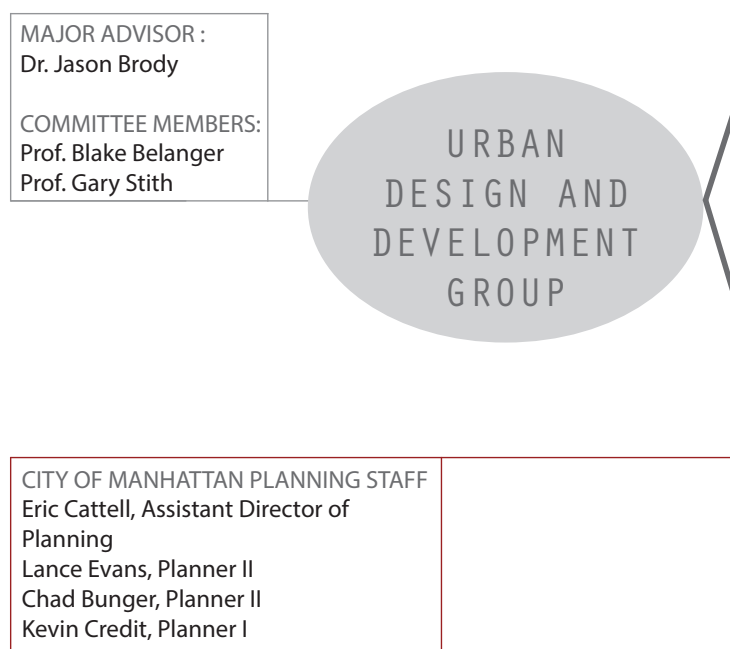 MAJOR ADVISOR :
Dr. Jason Brody
COMMITTEE MEMBERS:
Prof. Blake Belanger
Prof. Gary Stith
URBAN
DESIGN AND
DEVELOPMENT
GROUP
CITY OF MANHATTAN PLANNING STAFF
Eric Cattell, Assistant Director of
Planning
Lance Evans, Planner II
Chad Bunger, Planner II
Kevin Credit, Planner I